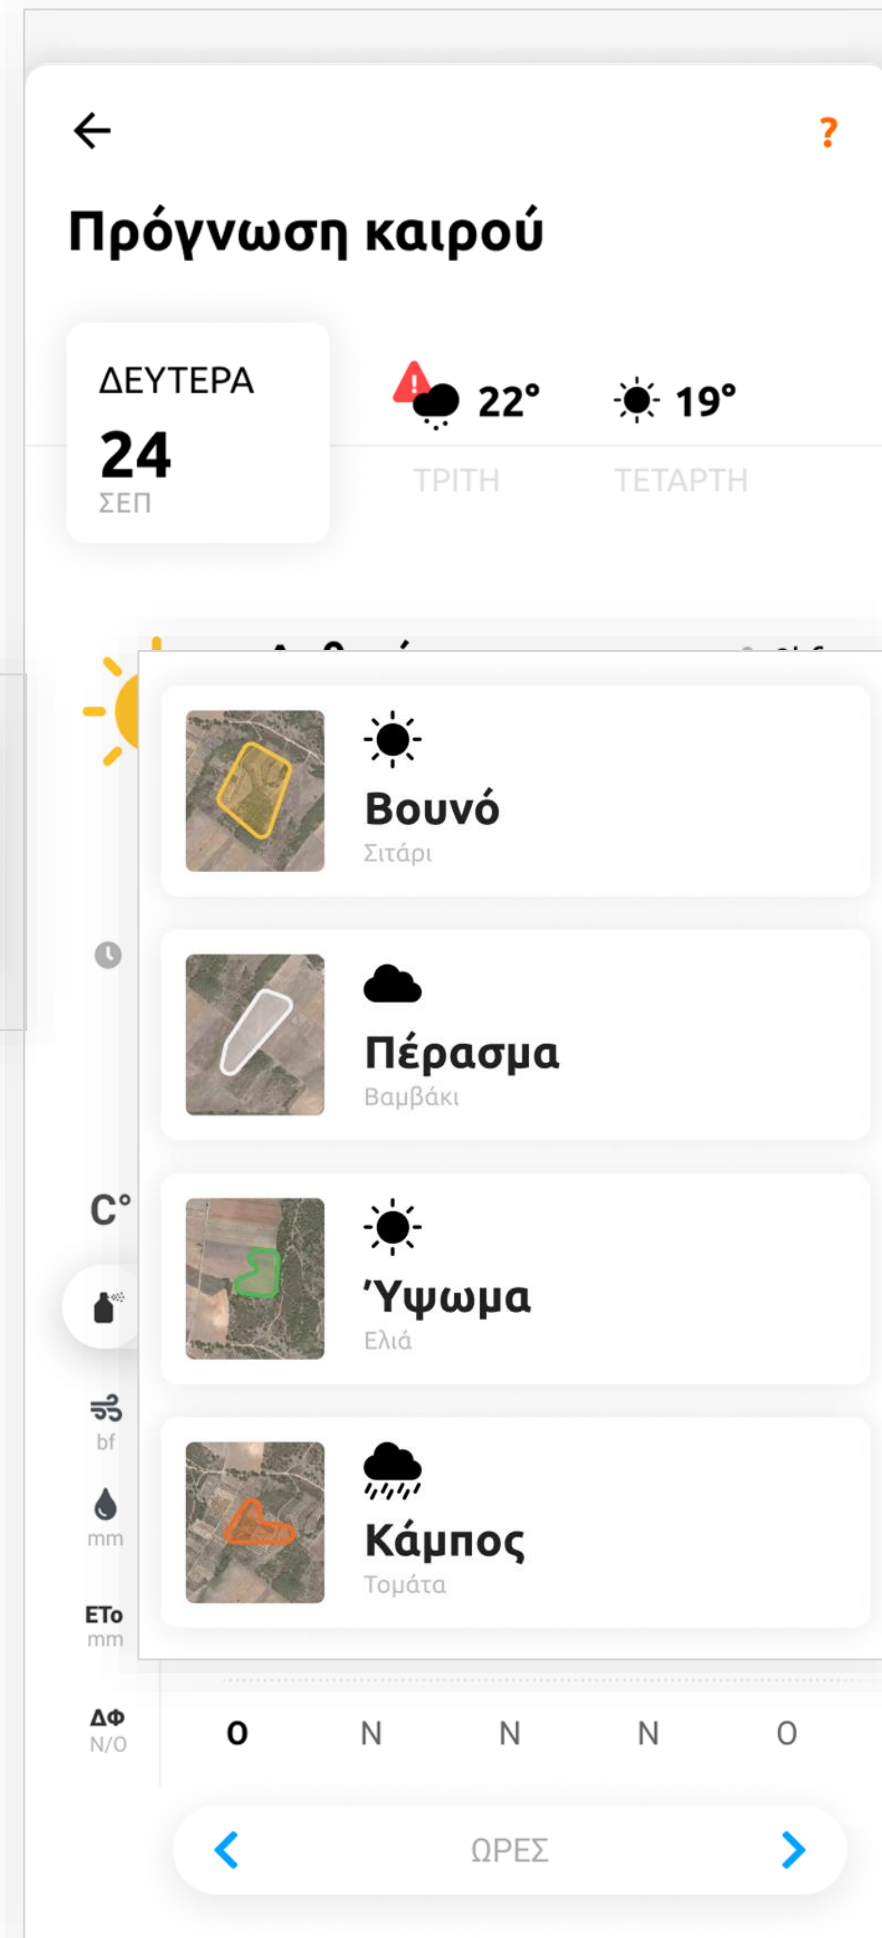 ?
Πρόγνωση καιρού
ΔΕΥΤΕΡΑ
24
ΣΕΠ
22°
ΤΡΙΤΗ
19°
ΤΕΤΑΡΤΗ
Βουνό
Σιτάρι
Πέρασμα
Βαμβάκι
C°
Ύψωμα
Ελιά
bf
mm
Κάμπος
Τομάτα
ETo
mm
ΔΦ
N/O
O N N N O
ΩΡΕΣ